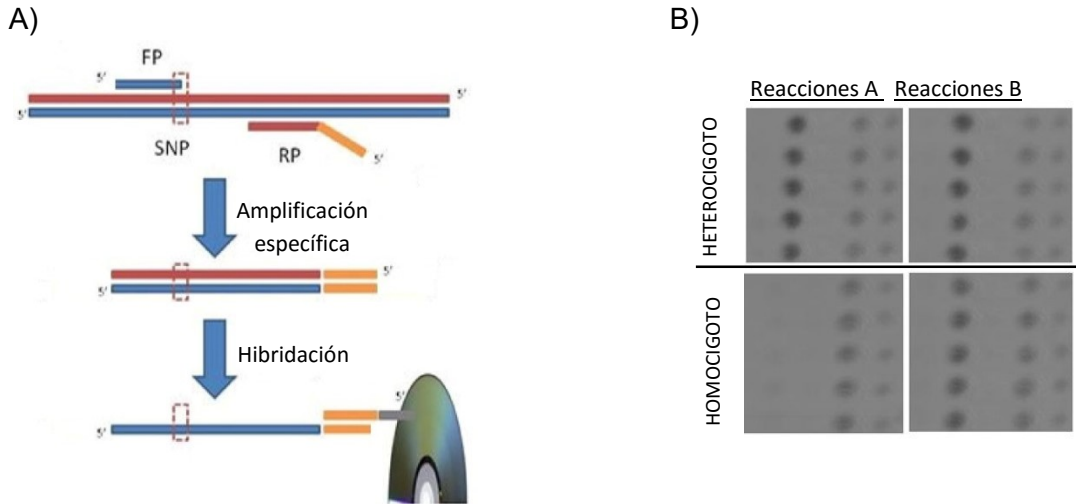 A)
FP
5'
5'
5'
SNP
RP
5'
Amplificación
específica
5'
5'
Hibridación
5'
5'
B)
Reacciones A Reacciones B
HETEROCIGOTO
HOMOCIGOTO